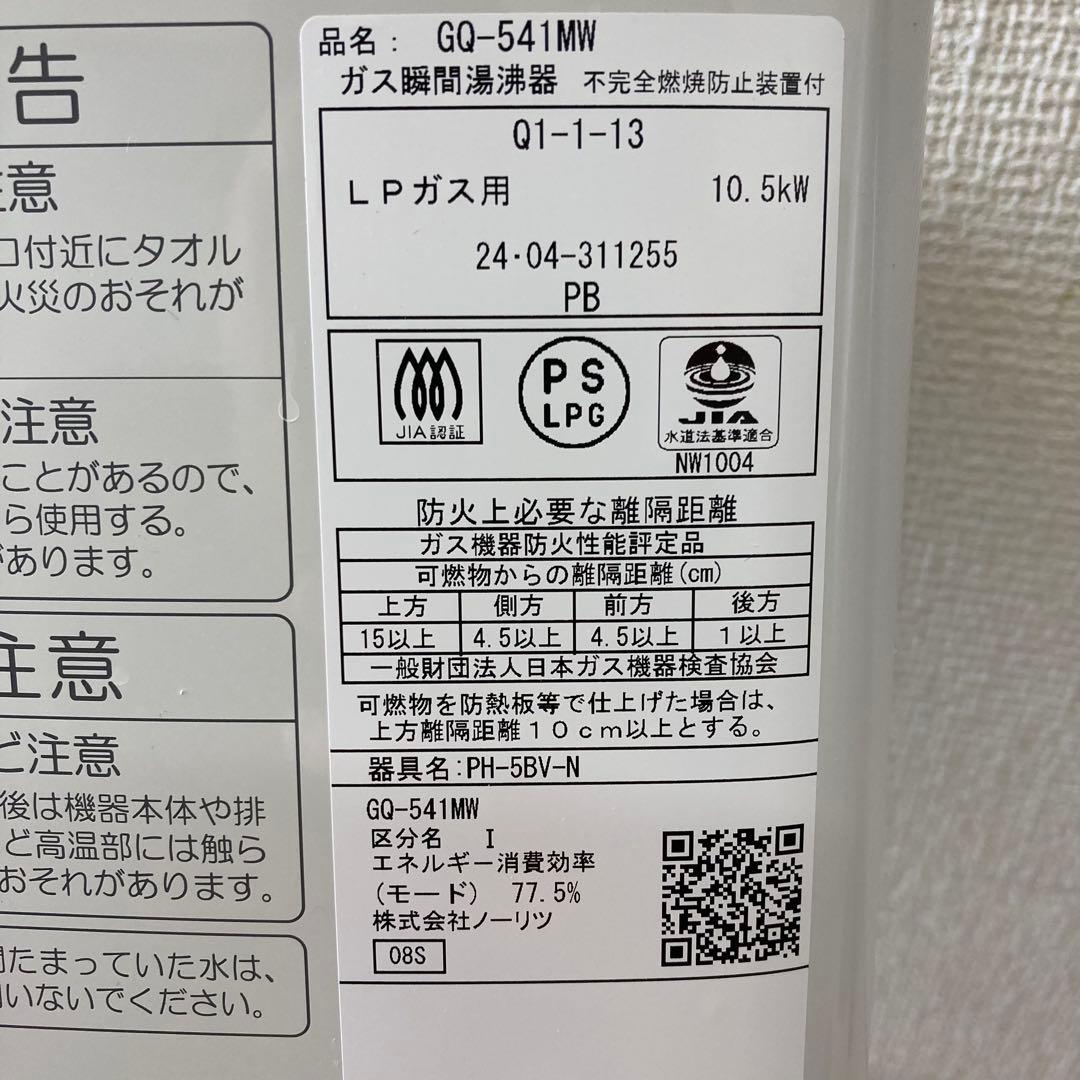 告
注意
口付近にタオル
火災のおそれが
注意
ことがあるので、
ら使用する。
があります。
注意
ご注意
後は機器本体や排
ど高温部には触ら
おそれがあります。
間たまっていた水は、
用いないでください。
品名： GQ-541MW
ガス瞬間湯沸器 不完全燃焼防止装置付
Q1-1-13
ＬＰガス用 10.5kW
24・04-311255
PB
JIA認証
PS
LPG
JIA
水道法基準適合
NW1004
防火上必要な離隔距離
ガス機器防火性能評定品
可燃物からの離隔距離(cm)
上方 側方 前方 後方
15以上 4.5以上 4.5以上 1以上
一般財団法人日本ガス機器検査協会
可燃物を防熱板等で仕上げた場合は、
上方離隔距離１０ｃｍ以上とする。
器具名:PH-5BV-N
GQ-541MW
区分名 I
エネルギー消費効率
(モード) 77.5%
株式会社ノーリツ
08S